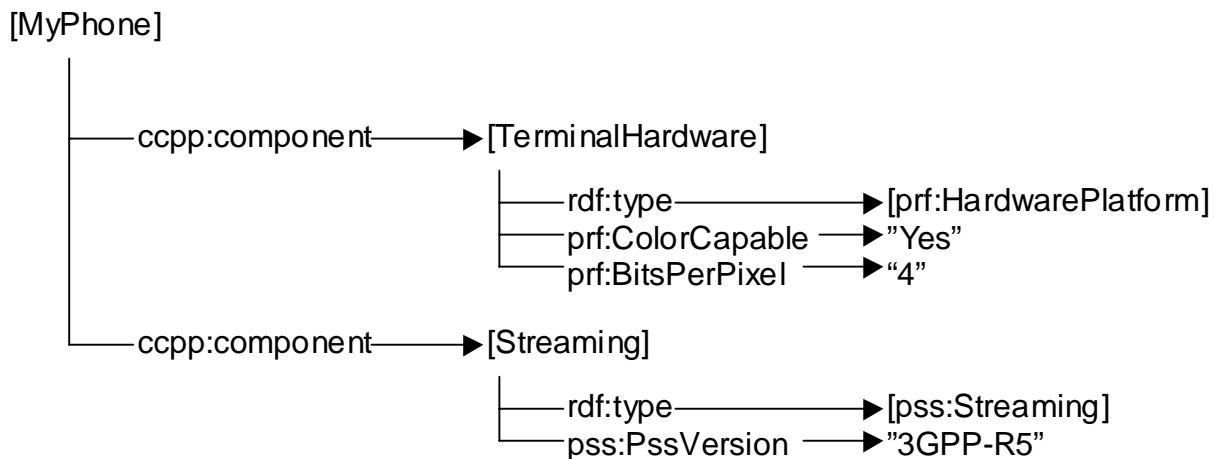 [MyPhone]
ccpp:component [TerminalHardware]
rdf:type [prf:HardwarePlatform]
prf:ColorCapable ”Yes”
prf:BitsPerPixel “4”
ccpp:component [Streaming]
rdf:type [pss:Streaming]
pss:PssVersion ”3GPP-R5”